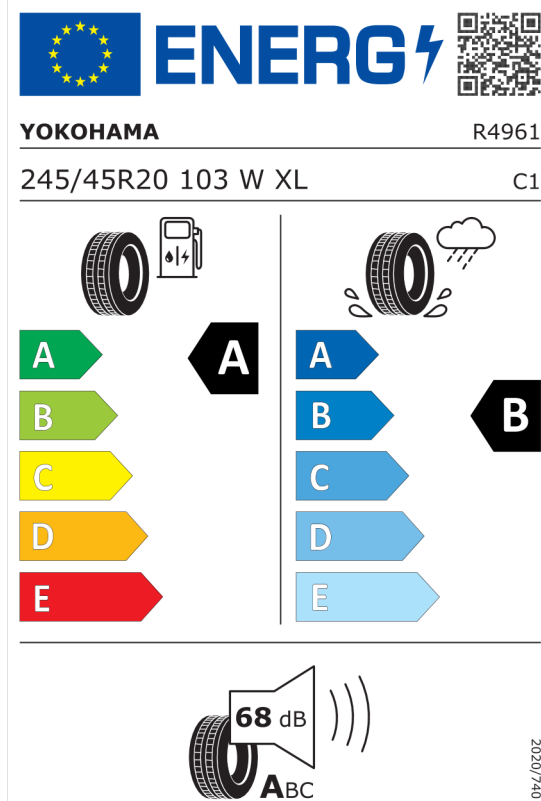 ENERG
YOKOHAMA R4961
245/45R20 103 W XL C1
A A A
B B B
C C
D D
E E
68 dB
ABC
2020/740